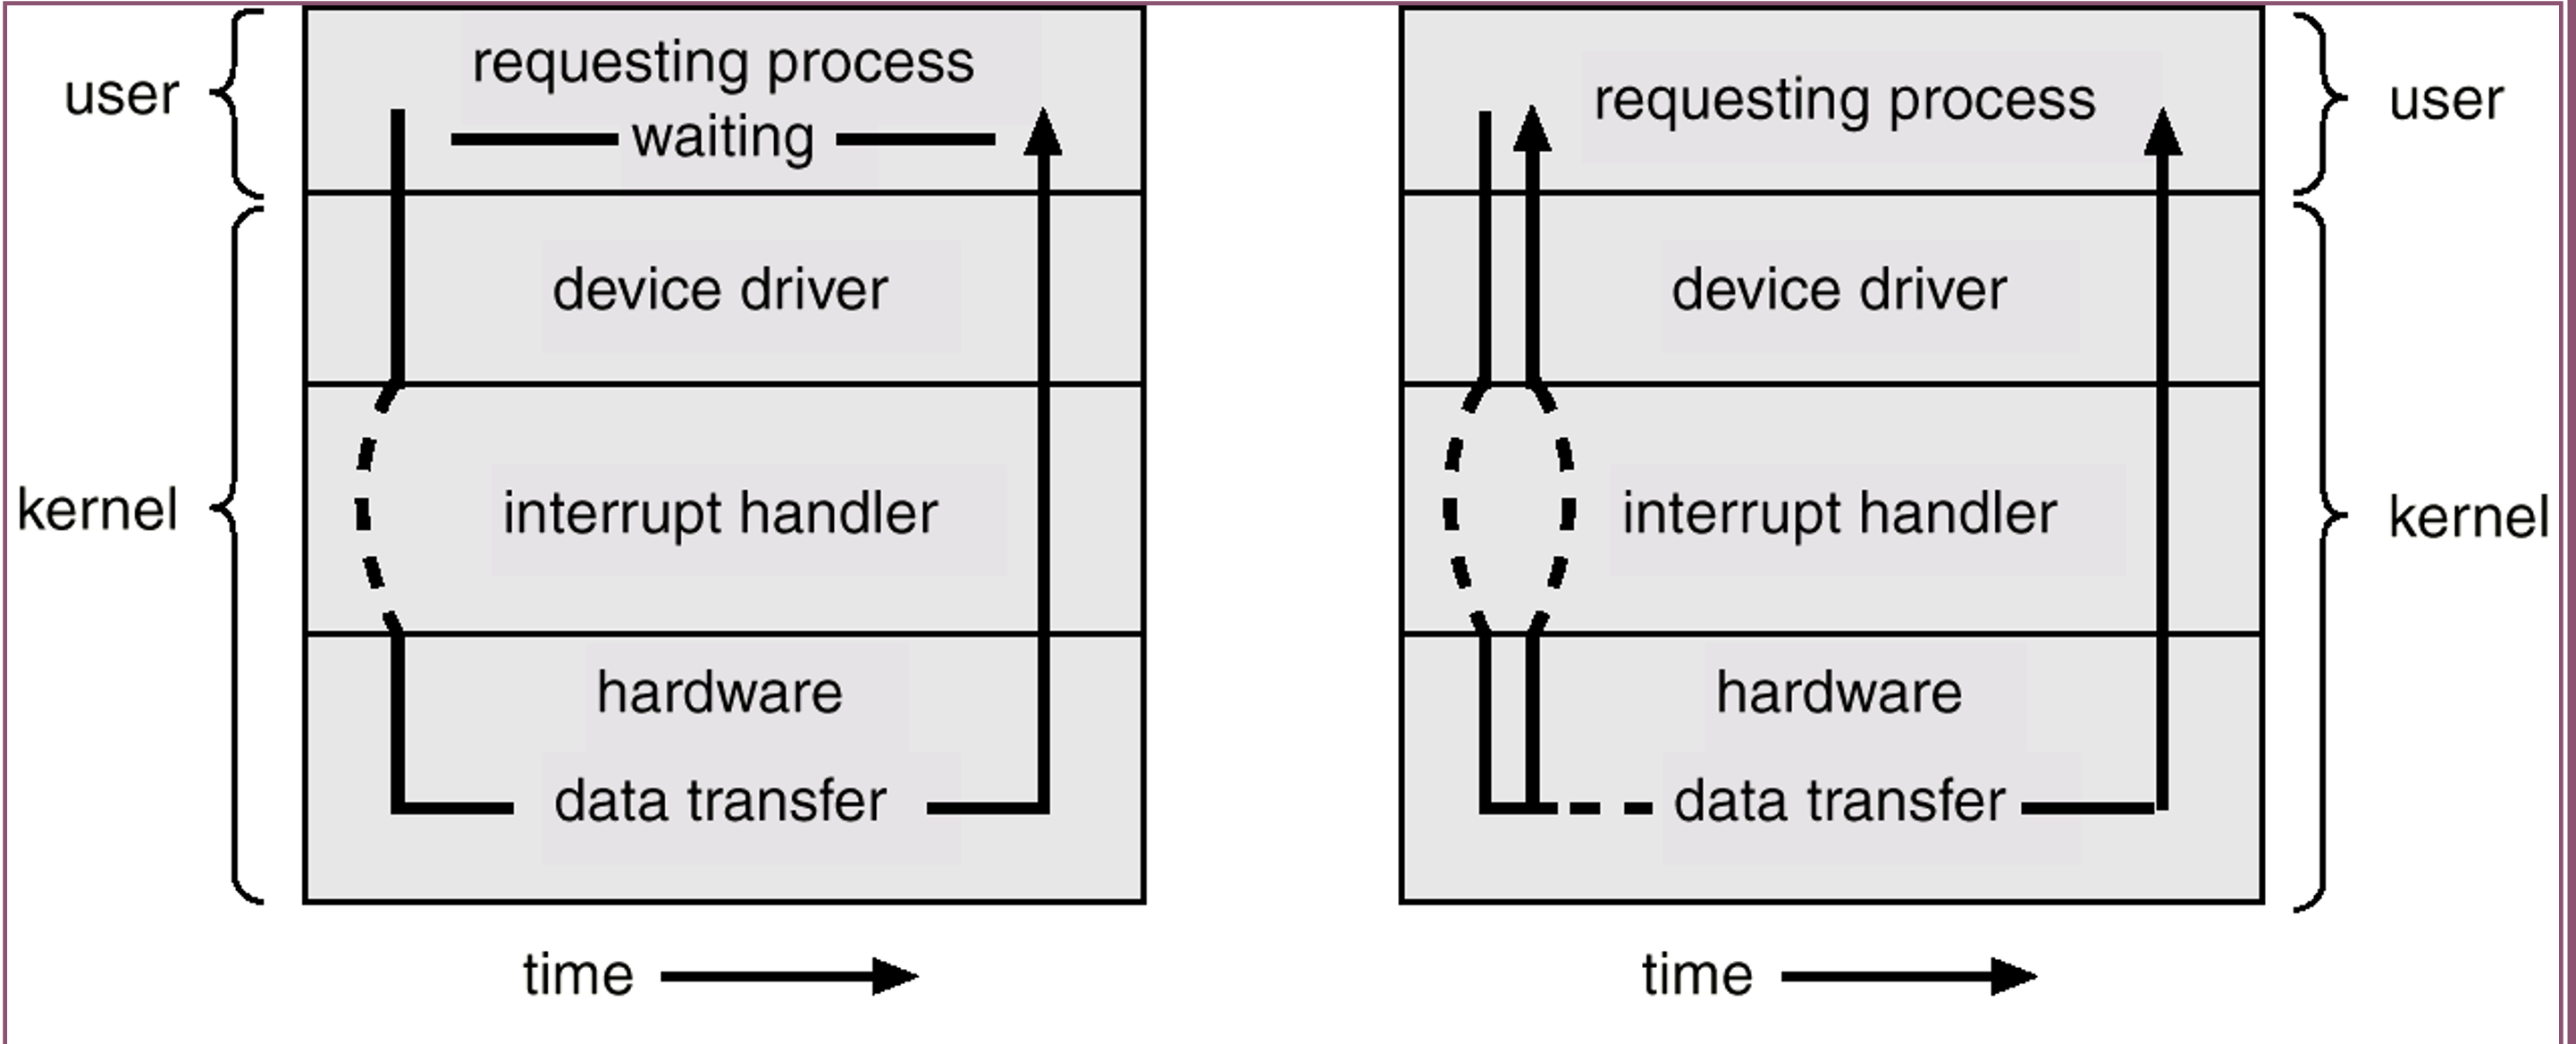 user
requesting process
waiting
device driver
kernel
interrupt handler
hardware
data transfer
time
requesting process
user
device driver
interrupt handler
kernel
hardware
data transfer
time